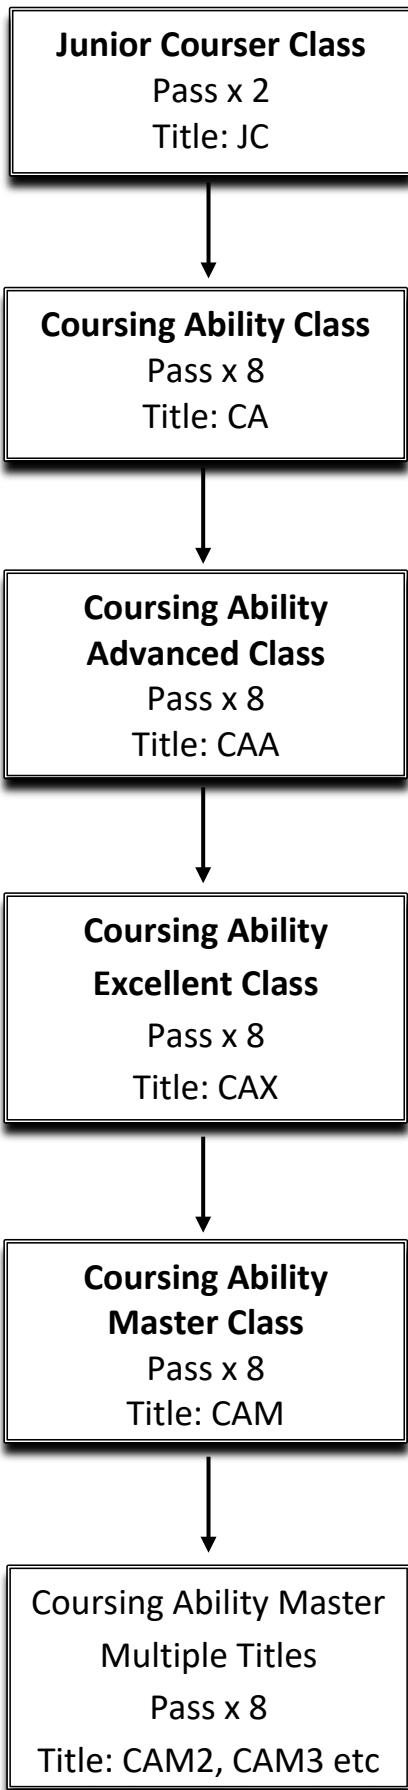 Junior Courser Class
Pass x 2
Title: JC
Coursing Ability Class
Pass x 8
Title: CA
Coursing Ability
Advanced Class
Pass x 8
Title: CAA
Coursing Ability
Excellent Class
Pass x 8
Title: CAX
Coursing Ability
Master Class
Pass x 8
Title: CAM
Coursing Ability Master
Multiple Titles
Pass x 8
Title: CAM2, CAM3 etc